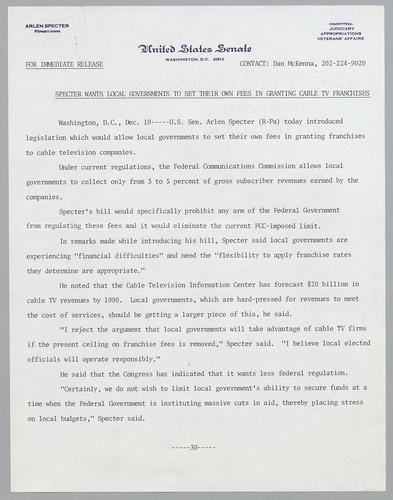 ARLEN SPECTER
PENNSYLVANIA
COMMITTEES:
JUDICIARY
APPROPRIATIONS
VETERANS' AFFAIRS
United States Senate
WASHINGTON, D.C. 20510
FOR IMMEDIATE RELEASE CONTACT: Dan McKenna, 202-224-9020
SPECTER WANTS LOCAL GOVERNMENTS TO SET THEIR OWN FEES IN GRANTING CABLE TV FRANCHISES
Washington, D.C., Dec. 10-----U.S. Sen. Arlen Specter (R-Pa) today introduced
legislation which would allow local governments to set their own fees in granting franchises
to cable television companies.
Under current regulations, the Federal Communications Commission allows local
governments to collect only from 3 to 5 percent of gross subscriber revenues earned by the
companies.
Specter's bill would specifically prohibit any arm of the Federal Government
from regulating these fees and it would eliminate the current FCC-imposed limit.
In remarks made while introducing his bill, Specter said local governments are
experiencing "financial difficulties" and need the "flexibility to apply franchise rates
they determine are appropriate."
He noted that the Cable Television Information Center has forecast $20 billion in
cable TV revenues by 1990. Local governments, which are hard-pressed for revenues to meet
the cost of services, should be getting a larger piece of this, he said.
"I reject the argument that local governments will take advantage of cable TV firms
if the present ceiling on franchise fees is removed," Specter said. "I believe local elected
officials will operate responsibly."
He said that the Congress has indicated that it wants less federal regulation.
"Certainly, we do not wish to limit local government's ability to secure funds at a
time when the Federal Government is instituting massive cuts in aid, thereby placing stress
on local budgets," Specter said.
-----30-----